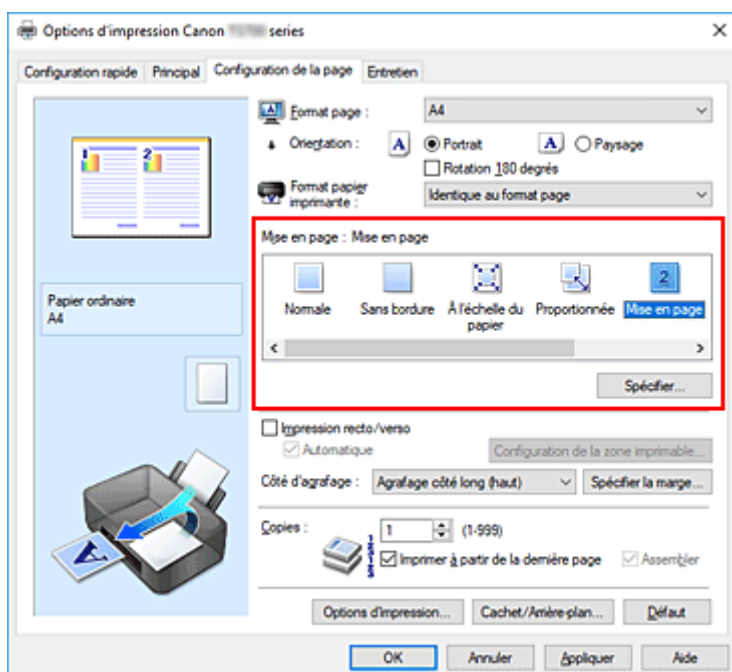 Options d'impression Canon series
Configuration rapide Principal Configuration de la page Entretien
1 2
Papier ordinaire
A4
Format page : A4
Orientation : A Portrait A Paysage
Rotation 180 degrés
Format papier
imprimante : Identique au format page
Mise en page : Mise en page
2
Normale Sans bordure À l'échelle du Proportionnée Mise en page
papier
Spécifier...
Impression recto/verso
Automatique Configuration de la zone imprimable...
Côté d'agrafage : Agrafage côté long (haut) Spécifier la marge...
Copies : 1 (1-999)
Imprimer à partir de la dernière page Assembler
Options d'impression... Cachet/Arrière-plan... Défaut
OK Annuler Appliquer Aide